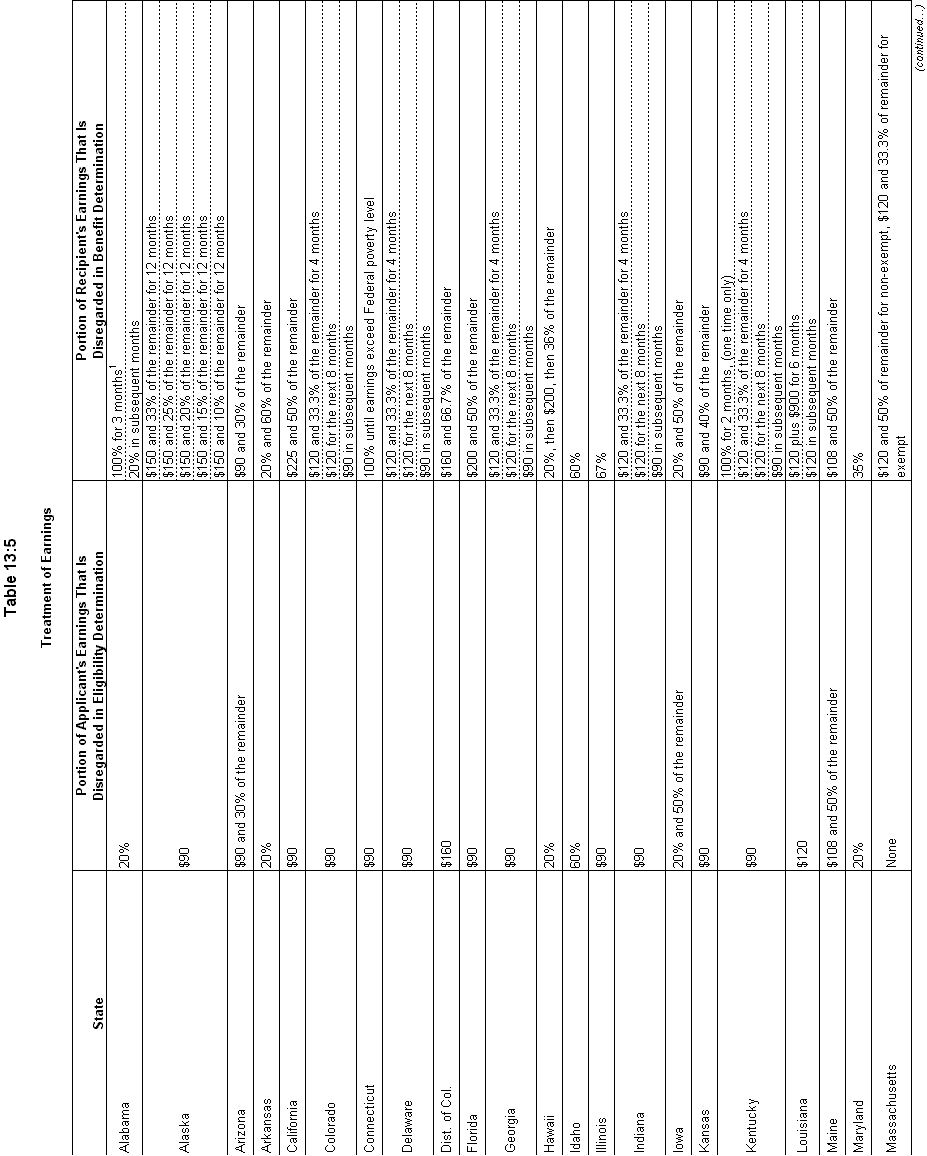 Table 13:5
Treatment of Earnings
State
Portion of Applicant's Earnings That Is
Disregarded in Eligibility Determination
Portion of Recipient's Earnings That Is
Disregarded in Benefit Determination
Alabama
20%
100% for 3 months1
20% in subsequent months
Alaska
$90
$150 and 33% of the remainder for 12 months
$150 and 25% of the remainder for 12 months
$150 and 20% of the remainder for 12 months
$150 and 15% of the remainder for 12 months
$150 and 10% of the remainder for 12 months
Arizona
$90 and 30% of the remainder
$90 and 30% of the remainder
Arkansas
20%
20% and 60% of the remainder
California
$90
$225 and 50% of the remainder
Colorado
$90
$120 and 33.3% of the remainder for 4 months
$120 for the next 8 months
$90 in subsequent months
Connecticut
$90
100% until earnings exceed Federal poverty level
Delaware
$90
$120 and 33.3% of the remainder for 4 months
$120 for the next 8 months
$90 in subsequent months
Dist. of Col.
$160
$160 and 66.7% of the remainder
Florida
$90
$200 and 50% of the remainder
Georgia
$90
$120 and 33.3% of the remainder for 4 months
$120 for the next 8 months
$90 in subsequent months
Hawaii
20%
20%, then $200, then 36% of the remainder
Idaho
60%
60%
Illinois
$90
67%
Indiana
$90
$120 and 33.3% of the remainder for 4 months
$120 for the next 8 months
$90 in subsequent months
Iowa
20% and 50% of the remainder
20% and 50% of the remainder
Kansas
$90
$90 and 40% of the remainder
Kentucky
$90
100% for 2 months, (one time only)
$120 and 33.3% of the remainder for 4 months
$120 for the next 8 months
$90 in subsequent months
Louisiana
$120
$120 plus $900 for 6 months
$120 in subsequent months
Maine
$108 and 50% of the remainder
$108 and 50% of the remainder
Maryland
20%
35%
Massachusetts
None
$120 and 50% of remainder for non-exempt, $120 and 33.3% of remainder for
exempt
(continued...)